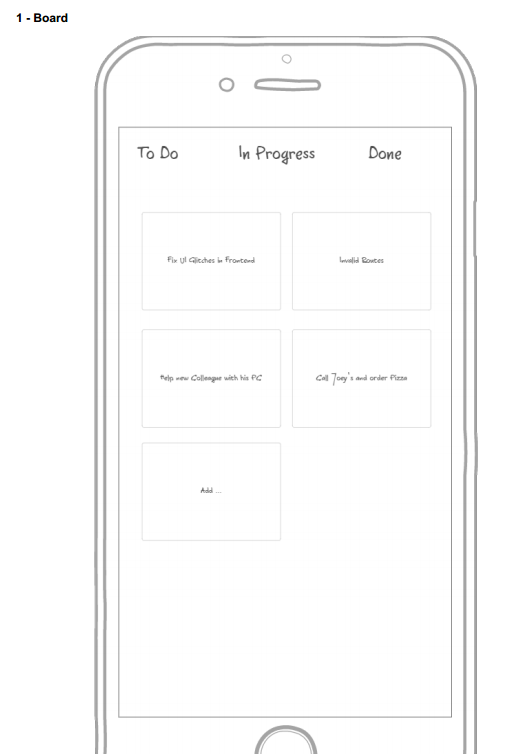 1 - Board
To Do In Progress Done
Fix UI Glitches in Frontend
Invalid Routes
Help new Colleague with his PC
Call Joey's and order Pizza
Add ...